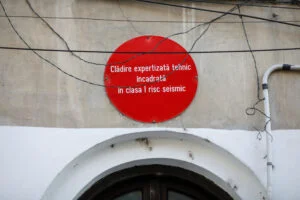 Clădire expertizată tehnic
încadrată
în clasa I risc seismic